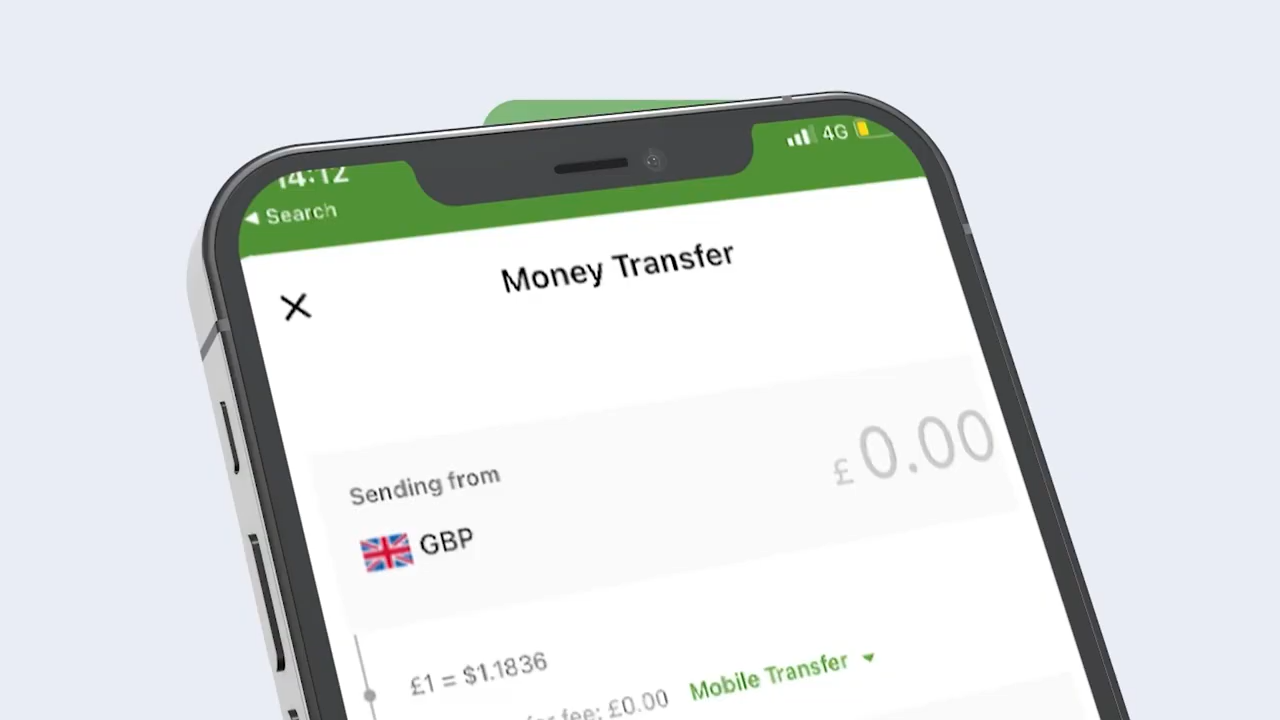 14:12
4G
◀ Search
Money Transfer
Sending from
£ 0.00
GBP
£1 = $1.1836
fee: £0.00 Mobile Transfer